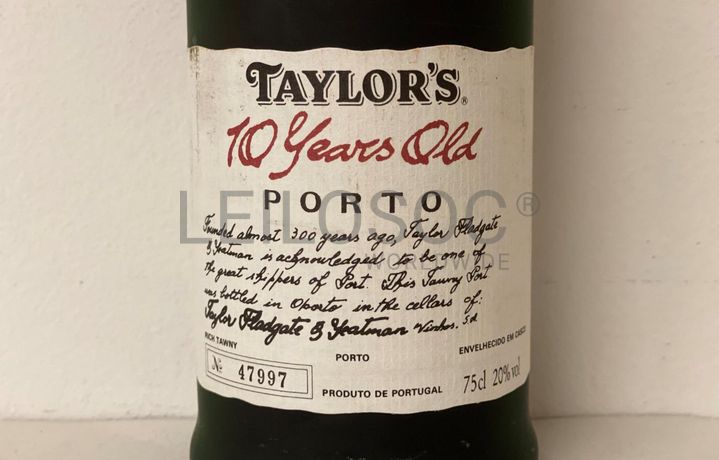 TAYLOR'S®
10 Years Old
PORTO
LEILOSOC®
WORLDWIDE
Founded almost 300 years ago, Taylor Fladgate
& Yeatman is acknowledged to be one of
the great shippers of Port. This Tawny Port
was bottled in Oporto in the cellars of:
Taylor Fladgate & Yeatman Vinhos, S.A
RICH TAWNY
PORTO
ENVELHECIDO EM CASCO
Nº 47997
PRODUTO DE PORTUGAL
75cl 20% vol